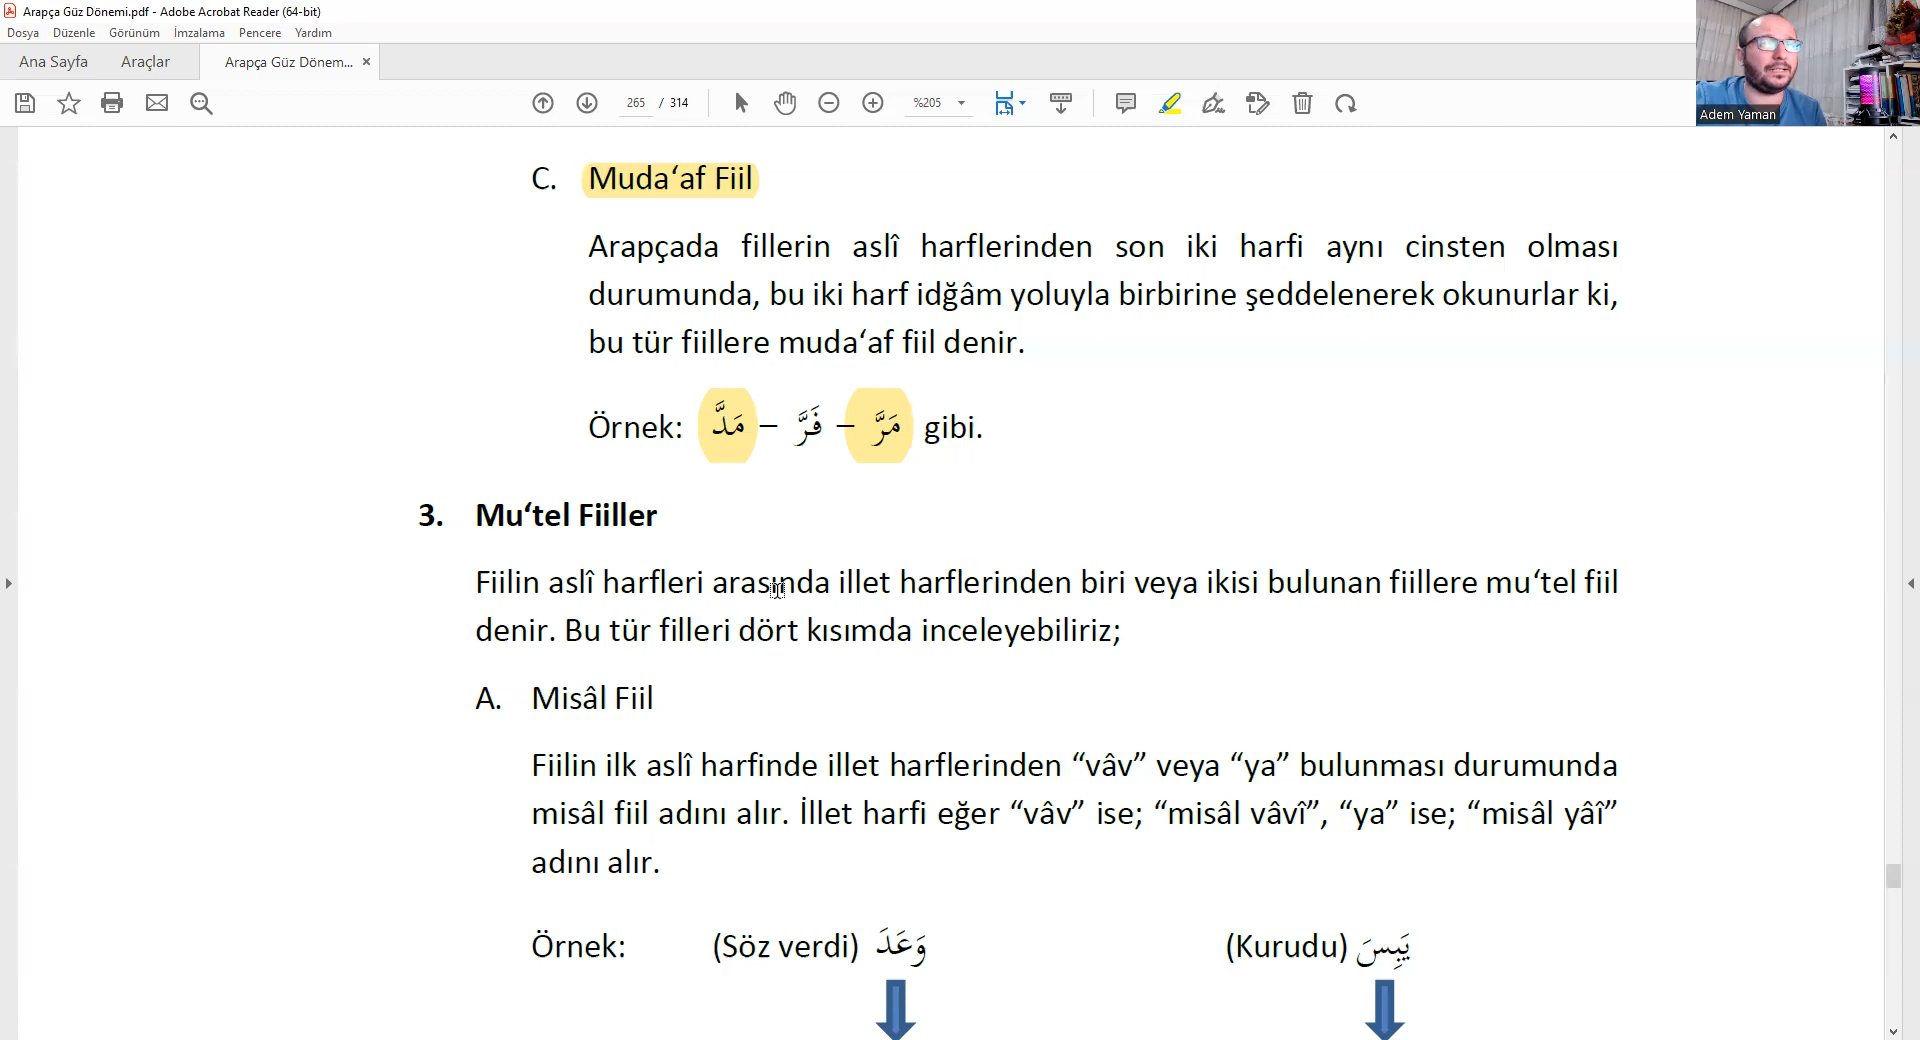 Arapça Güz Dönemi.pdf - Adobe Acrobat Reader (64-bit)
Dosya Düzenle Görünüm İmzalama Pencere Yardım
Ana Sayfa Araçlar Arapça Güz Dönem... ×
265 / 314 %205
Adem Yaman
C. Muda‘af Fiil
Arapçada fillerin aslî harflerinden son iki harfi aynı cinsten olması
durumunda, bu iki harf idğâm yoluyla birbirine şeddelenerek okunurlar ki,
bu tür fiillere muda‘af fiil denir.
Örnek: مَدَّ – فَرَّ – مَرَّ gibi.
3. Mu‘tel Fiiller
Fiilin aslî harfleri arasında illet harflerinden biri veya ikisi bulunan fiillere mu‘tel fiil
denir. Bu tür filleri dört kısımda inceleyebiliriz;
A. Misâl Fiil
Fiilin ilk aslî harfinde illet harflerinden “vâv” veya “ya” bulunması durumunda
misâl fiil adını alır. İllet harfi eğer “vâv” ise; “misâl vâvî”, “ya” ise; “misâl yâî”
adını alır.
Örnek: (Söz verdi) وَعَدَ (Kurudu) يَبِسَ